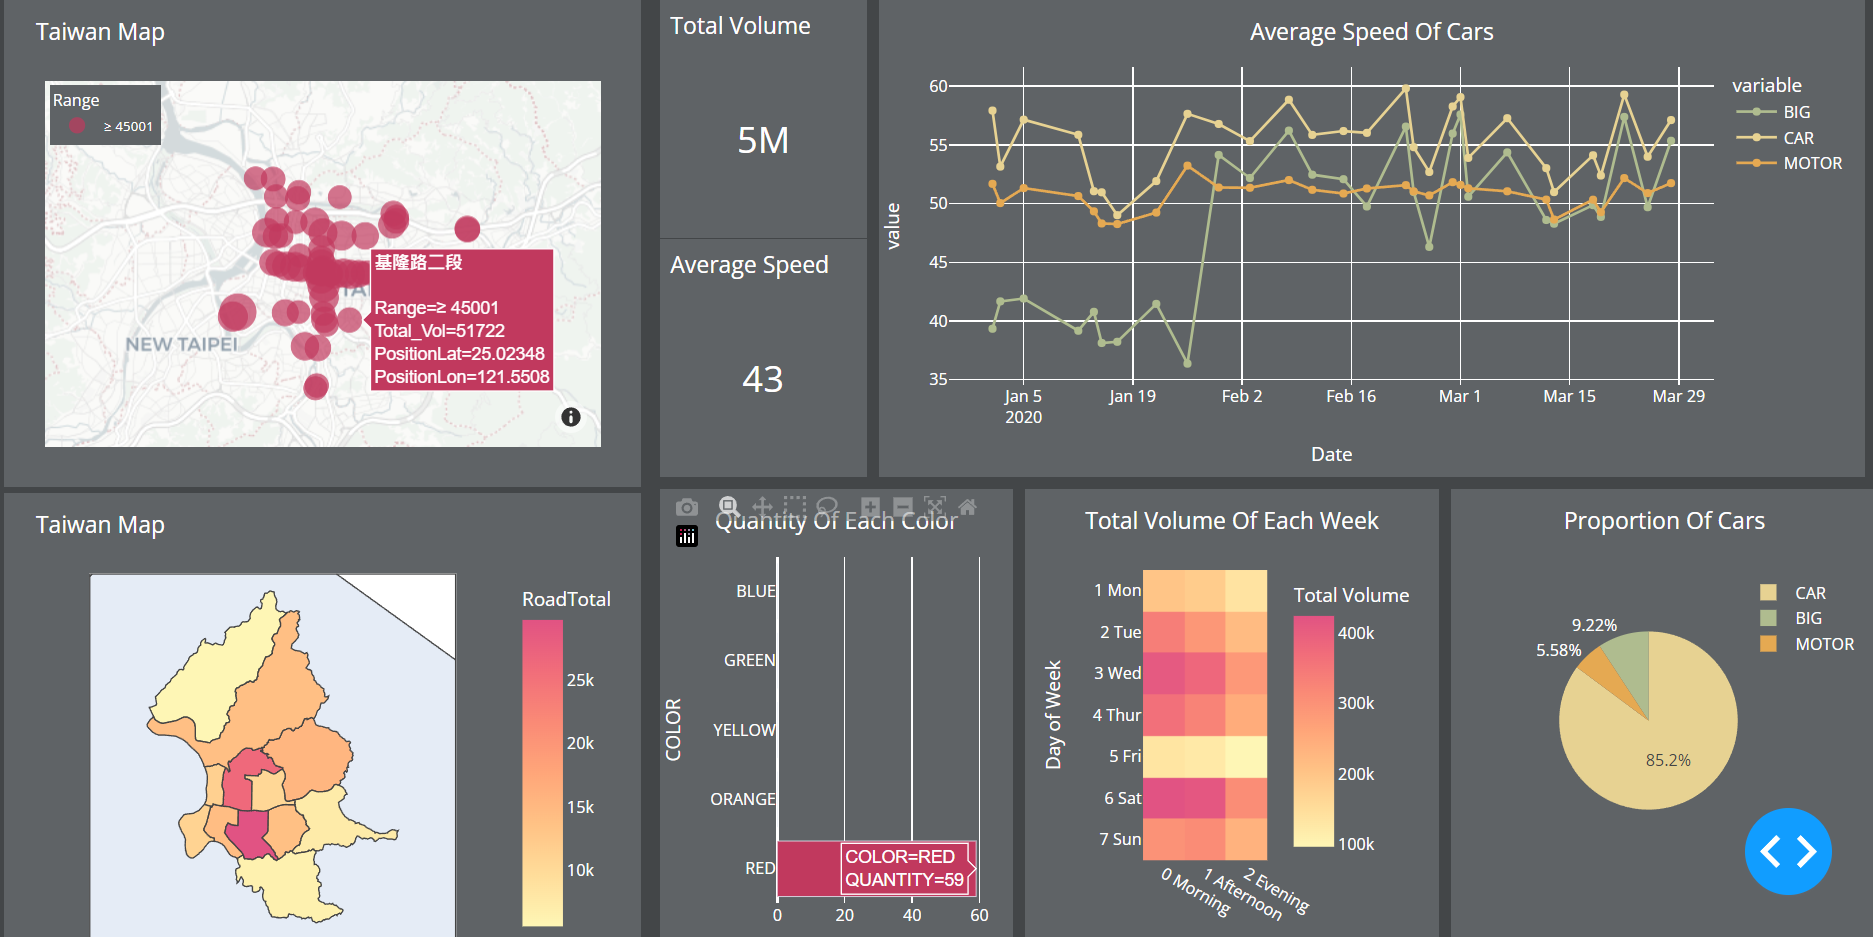 Taiwan Map
Range
≥ 45001
NEW TAIPEI
TA
基隆路二段
Range=≥ 45001
Total_Vol=51722
PositionLat=25.02348
PositionLon=121.5508
Total Volume
5M
Average Speed
43
Average Speed Of Cars
value
60
55
50
45
40
35
Jan 5
2020
Jan 19
Feb 2
Feb 16
Mar 1
Mar 15
Mar 29
Date
variable
BIG
CAR
MOTOR
Taiwan Map
RoadTotal
25k
20k
15k
10k
Quantity Of Each Color
COLOR
BLUE
GREEN
YELLOW
ORANGE
RED
COLOR=RED
QUANTITY=59
0
20
40
60
Total Volume Of Each Week
Day of Week
1 Mon
2 Tue
3 Wed
4 Thur
5 Fri
6 Sat
7 Sun
0 Morning
1 Afternoon
2 Evening
Total Volume
400k
300k
200k
100k
Proportion Of Cars
CAR
BIG
MOTOR
9.22%
5.58%
85.2%